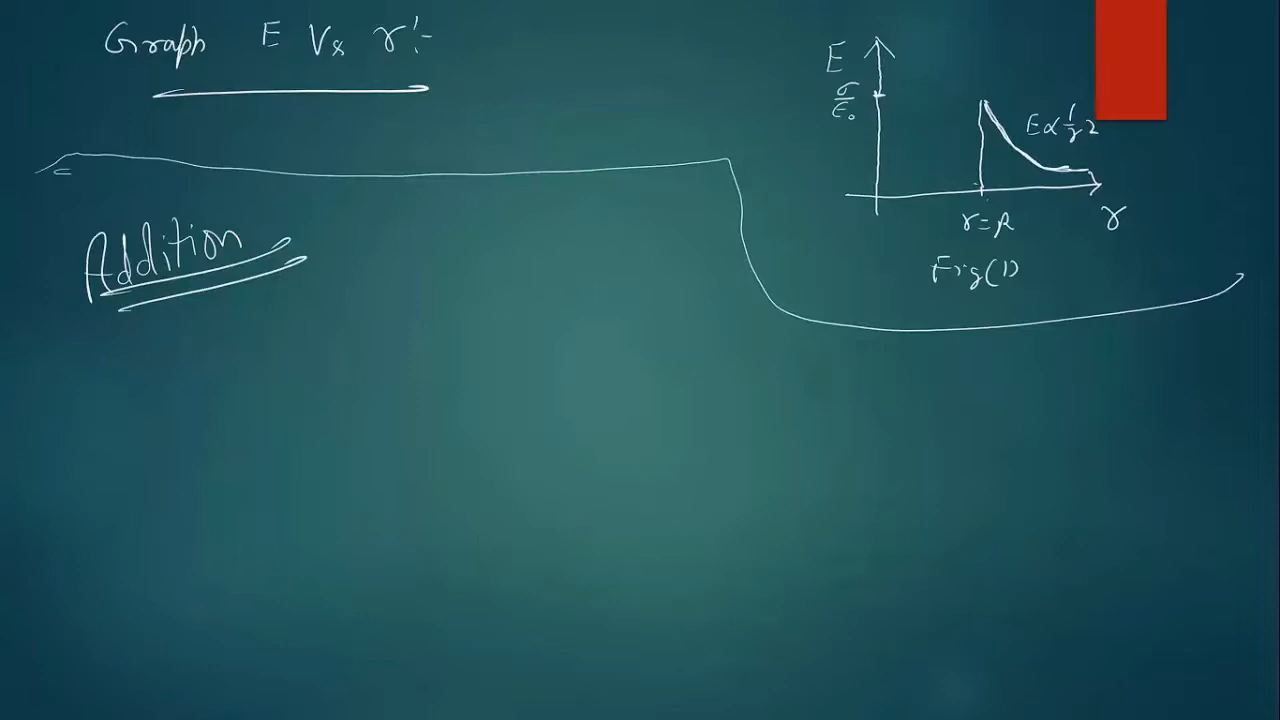 Graph E Vs r :-
E
σ/ε₀
E ∝ 1/r²
r=R
r
Fig(1)
Addition